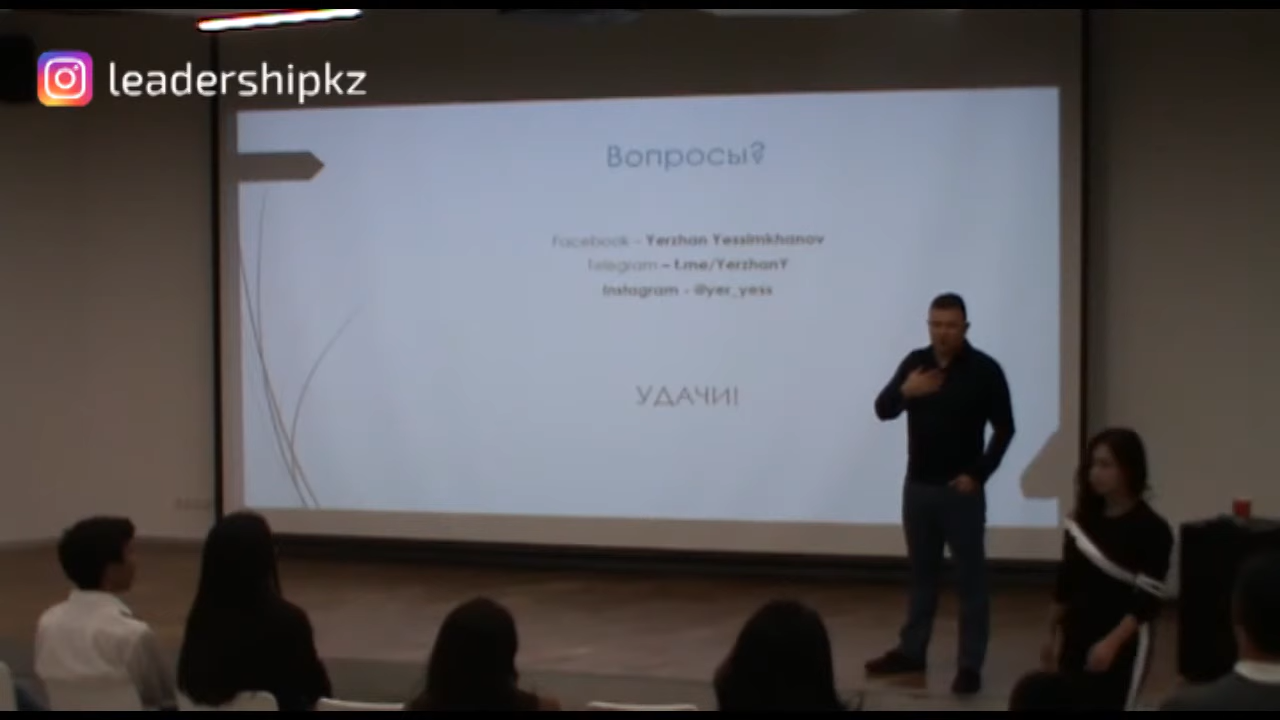 leadershipkz
Вопросы?
Facebook - Yerzhan Yessimkhanov
Telegram - t.me/YerzhanY
Instagram - @yer_yess
УДАЧИ!